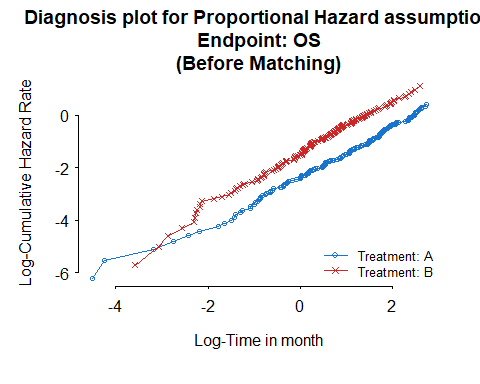 Diagnosis plot for Proportional Hazard assumptio
Endpoint: OS
(Before Matching)
Log-Cumulative Hazard Rate
0
-2
-4
-6
-4
-2
0
2
Treatment: A
Treatment: B
Log-Time in month